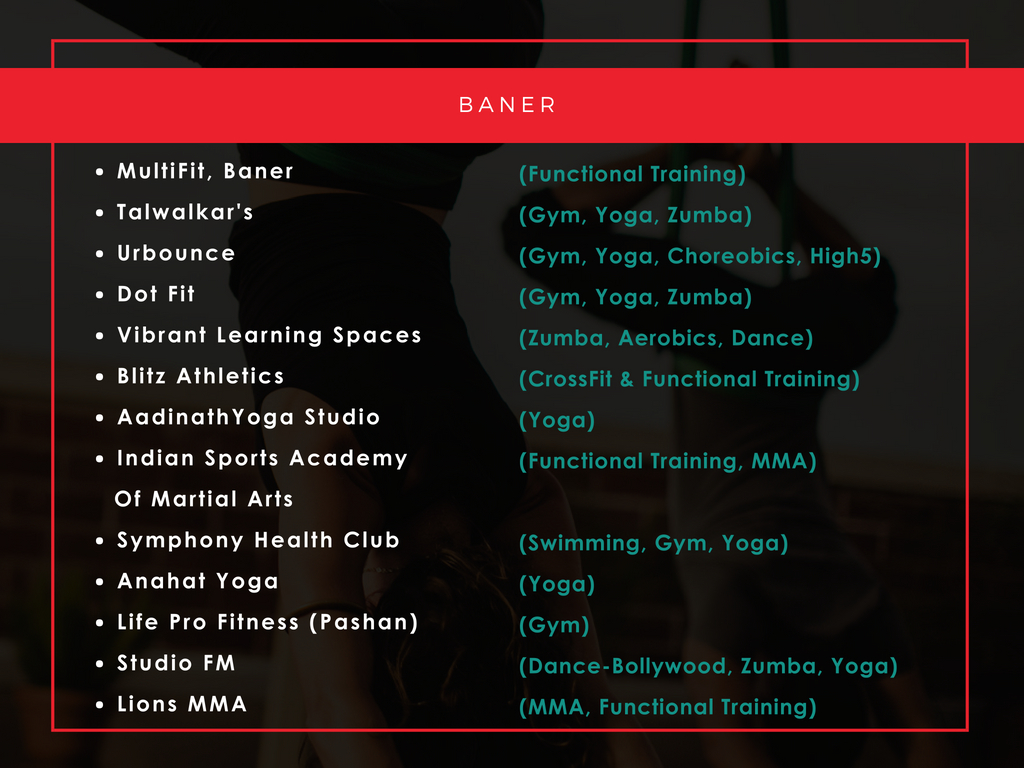 BANER
• MultiFit, Baner (Functional Training)
• Talwalkar's (Gym, Yoga, Zumba)
• Urbounce (Gym, Yoga, Choreobics, High5)
• Dot Fit (Gym, Yoga, Zumba)
• Vibrant Learning Spaces (Zumba, Aerobics, Dance)
• Blitz Athletics (CrossFit & Functional Training)
• AadinathYoga Studio (Yoga)
• Indian Sports Academy (Functional Training, MMA)
Of Martial Arts
• Symphony Health Club (Swimming, Gym, Yoga)
• Anahat Yoga (Yoga)
• Life Pro Fitness (Pashan) (Gym)
• Studio FM (Dance-Bollywood, Zumba, Yoga)
• Lions MMA (MMA, Functional Training)